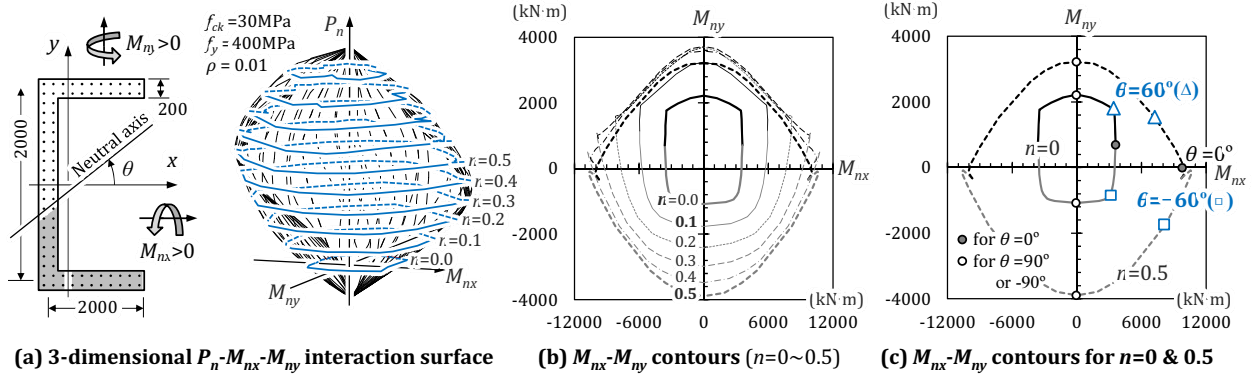 f_ck=30MPa
f_y=400MPa
ρ = 0.01
M_ny>0
y
200
2000
Neutral axis
θ
x
M_nx>0
2000
P_n
n=0.5
n=0.4
n=0.3
n=0.2
n=0.1
n=0.0
M_nx
M_ny
(a) 3-dimensional P_n-M_nx-M_ny interaction surface
(kN·m)
M_ny
4000
2000
0
-2000
-4000
M_nx
n=0.0
0.1
0.2
0.3
0.4
0.5
(kN·m)
-12000 -6000 0 6000 12000
(b) M_nx-M_ny contours (n=0~0.5)
(kN·m)
M_ny
4000
2000
0
-2000
-4000
θ=60°(Δ)
n=0
θ=0°
M_nx
θ=-60°(□)
for θ=0°
for θ=90°
or -90°
n=0.5
(kN·m)
-12000 -6000 0 6000 12000
(c) M_nx-M_ny contours for n=0 & 0.5